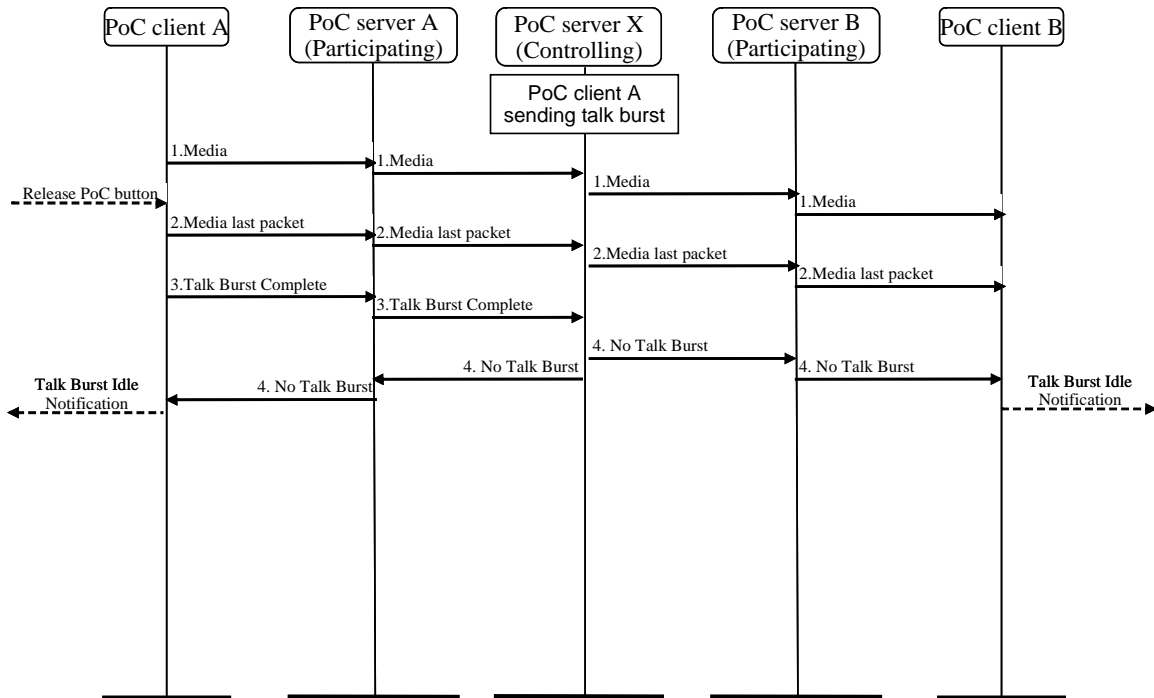 PoC client A
PoC server A
(Participating)
PoC server X
(Controlling)
PoC server B
(Participating)
PoC client B
PoC client A
sending talk burst
1.Media
1.Media
1.Media
Release PoC button
1.Media
2.Media last packet
2.Media last packet
2.Media last packet
2.Media last packet
3.Talk Burst Complete
3.Talk Burst Complete
4. No Talk Burst
4. No Talk Burst
4. No Talk Burst
Talk Burst Idle
Notification
4. No Talk Burst
Talk Burst Idle
Notification